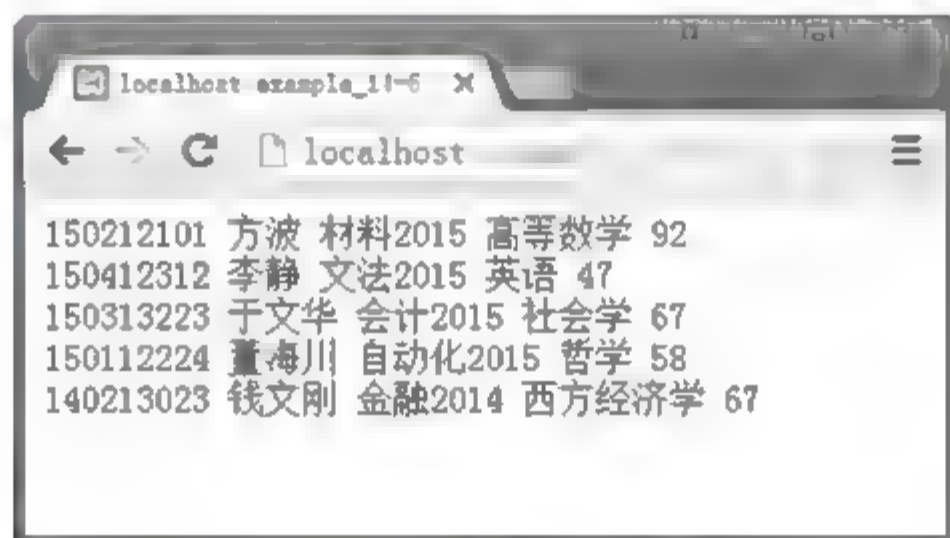 localhost
localhost
150212101 方波 材料2015 高等数学 92
150412312 李静 文法2015 英语 47
150313223 于文华 会计2015 社会学 67
150112224 董海川 自动化2015 哲学 58
140213023 钱文刚 金融2014 西方经济学 67